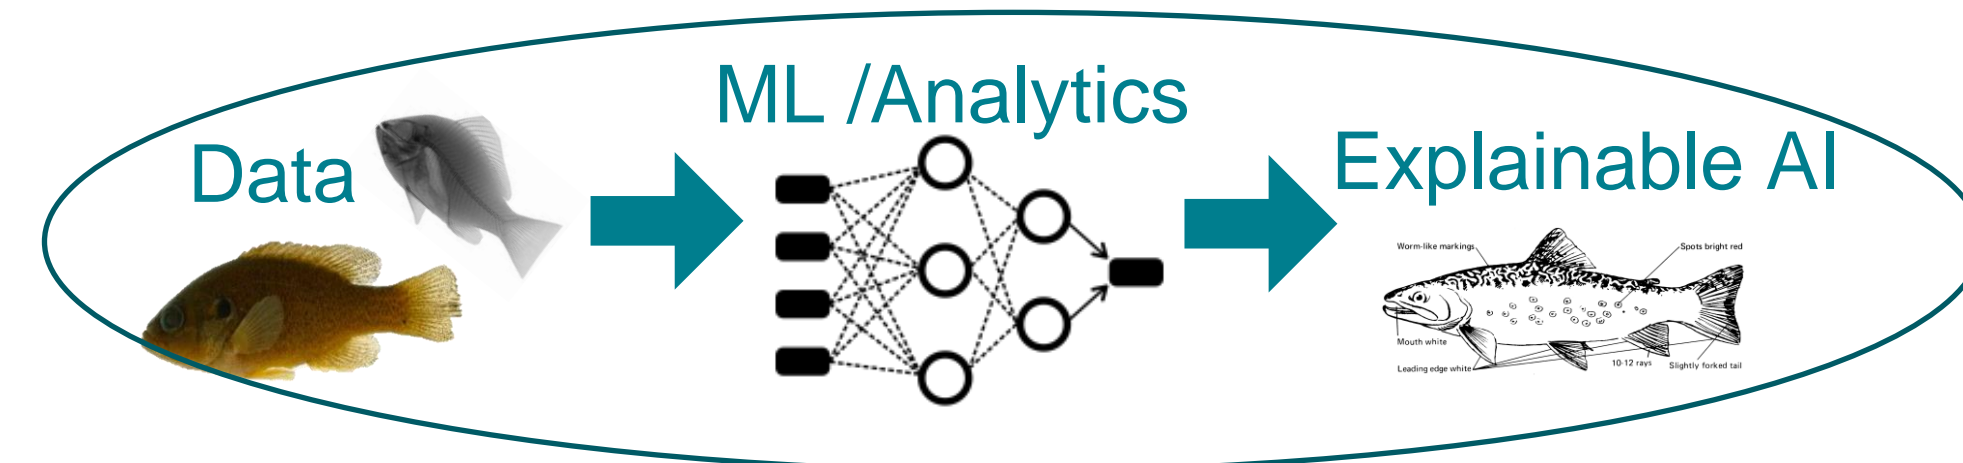 Data
ML /Analytics
Explainable AI
Worm-like markings
Spots bright red
Mouth white
Leading edge white
10-12 rays
Slightly forked tail